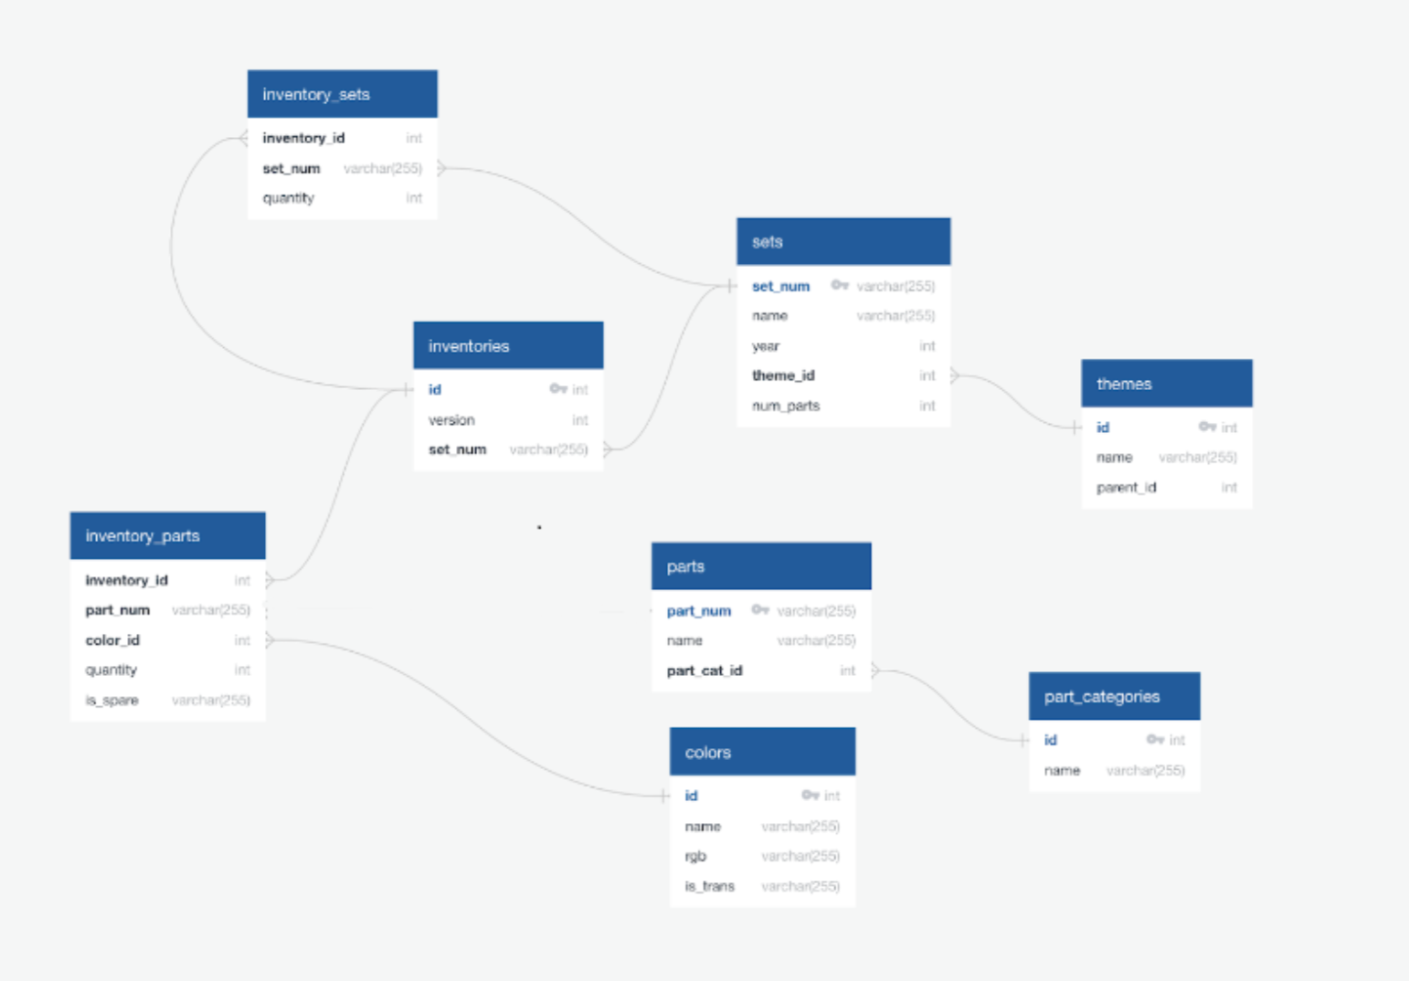 inventory_sets
inventory_id int
set_num varchar(255)
quantity int
sets
set_num varchar(255)
name varchar(255)
year int
theme_id int
num_parts int
inventories
id int
version int
set_num varchar(255)
themes
id int
name varchar(255)
parent_id int
inventory_parts
inventory_id int
part_num varchar(255)
color_id int
quantity int
is_spare varchar(255)
parts
part_num varchar(255)
name varchar(255)
part_cat_id int
part_categories
id int
name varchar(255)
colors
id int
name varchar(255)
rgb varchar(255)
is_trans varchar(255)